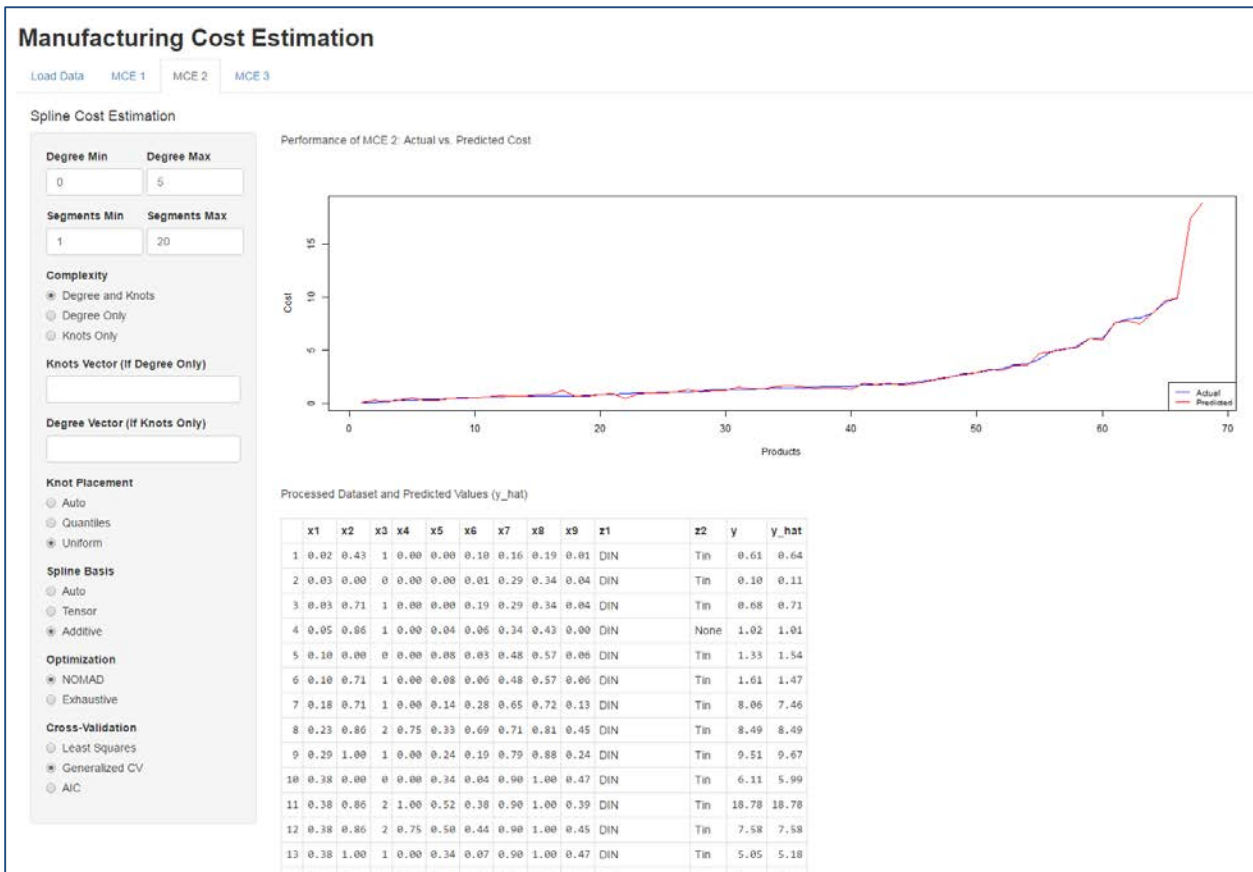 Manufacturing Cost Estimation
Load Data MCE 1 MCE 2 MCE 3
Spline Cost Estimation
Degree Min Degree Max
0 5
Segments Min Segments Max
1 20
Complexity
Degree and Knots
Degree Only
Knots Only
Knots Vector (If Degree Only)
Degree Vector (If Knots Only)
Knot Placement
Auto
Quantiles
Uniform
Spline Basis
Auto
Tensor
Additive
Optimization
NOMAD
Exhaustive
Cross-Validation
Least Squares
Generalized CV
AIC
Performance of MCE 2: Actual vs. Predicted Cost
Cost
15
10
5
0
Actual
Predicted
0 10 20 30 40 50 60 70
Products
Processed Dataset and Predicted Values (y_hat)
x1 x2 x3 x4 x5 x6 x7 x8 x9 z1 z2 y y_hat
1 0.02 0.43 1 0.00 0.00 0.10 0.16 0.19 0.01 DIN Tin 0.61 0.64
2 0.03 0.00 0 0.00 0.00 0.01 0.29 0.34 0.04 DIN Tin 0.10 0.11
3 0.03 0.71 1 0.00 0.00 0.19 0.29 0.34 0.04 DIN Tin 0.68 0.71
4 0.05 0.86 1 0.00 0.04 0.06 0.34 0.43 0.00 DIN None 1.02 1.01
5 0.10 0.00 0 0.00 0.08 0.03 0.48 0.57 0.06 DIN Tin 1.33 1.54
6 0.10 0.71 1 0.00 0.08 0.06 0.48 0.57 0.06 DIN Tin 1.61 1.47
7 0.18 0.71 1 0.00 0.14 0.28 0.65 0.72 0.13 DIN Tin 8.06 7.46
8 0.23 0.86 2 0.75 0.33 0.69 0.71 0.81 0.45 DIN Tin 8.49 8.49
9 0.29 1.00 1 0.00 0.24 0.19 0.79 0.88 0.24 DIN Tin 9.51 9.67
10 0.38 0.00 0 0.00 0.34 0.04 0.90 1.00 0.47 DIN Tin 6.11 5.99
11 0.38 0.86 2 1.00 0.52 0.38 0.90 1.00 0.39 DIN Tin 18.78 18.78
12 0.38 0.86 2 0.75 0.50 0.44 0.90 1.00 0.45 DIN Tin 7.58 7.58
13 0.38 1.00 1 0.00 0.34 0.07 0.90 1.00 0.47 DIN Tin 5.05 5.18